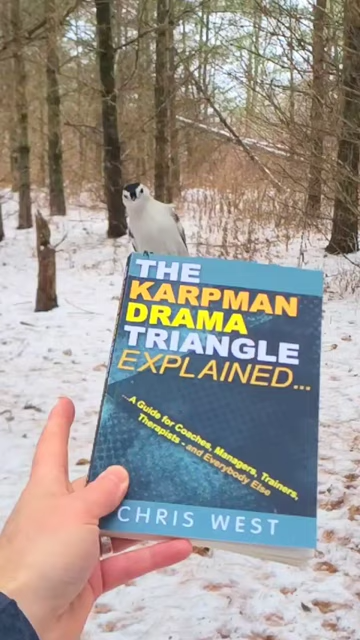 THE
KARPMAN
DRAMA
TRIANGLE
EXPLAINED...
...A Guide for Coaches, Managers, Trainers,
Therapists - and Everybody Else
CHRIS WEST